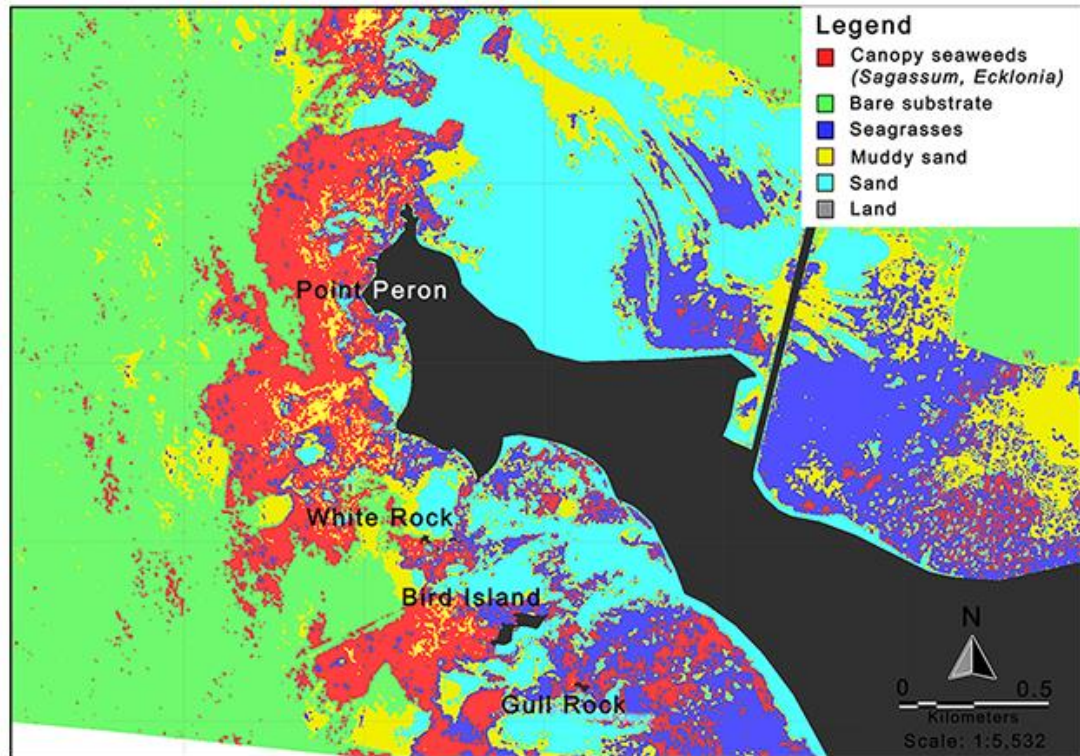 Legend
Canopy seaweeds
(Sagassum, Ecklonia)
Bare substrate
Seagrasses
Muddy sand
Sand
Land
Point Peron
White Rock
Bird Island
Gull Rock
N
0 0.5
Kilometers
Scale: 1:5,532